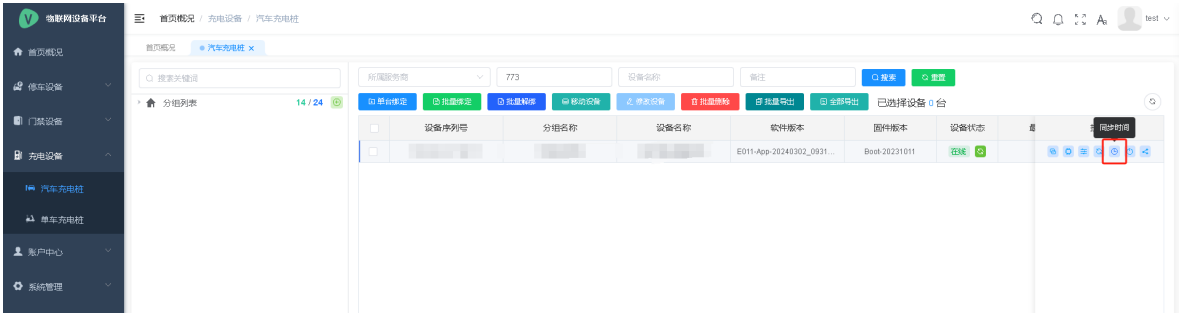 V 物联网设备平台
首页概况 / 充电设备 / 汽车充电桩
test
首页概况
停车设备
门禁设备
充电设备
汽车充电桩
单车充电桩
账户中心
系统管理
首页概况 汽车充电桩 ×
搜索关键词
分组列表 14 / 24
所属服务商 773 设备名称 备注 搜索 重置
单台绑定 批量绑定 批量解绑 移动设备 修改设备 批量删除 批量导出 全部导出 已选择设备 0 台
设备序列号 分组名称 设备名称 软件版本 固件版本 设备状态
同步时间
E011-App-20240302_0931... Boot-20231011 在线